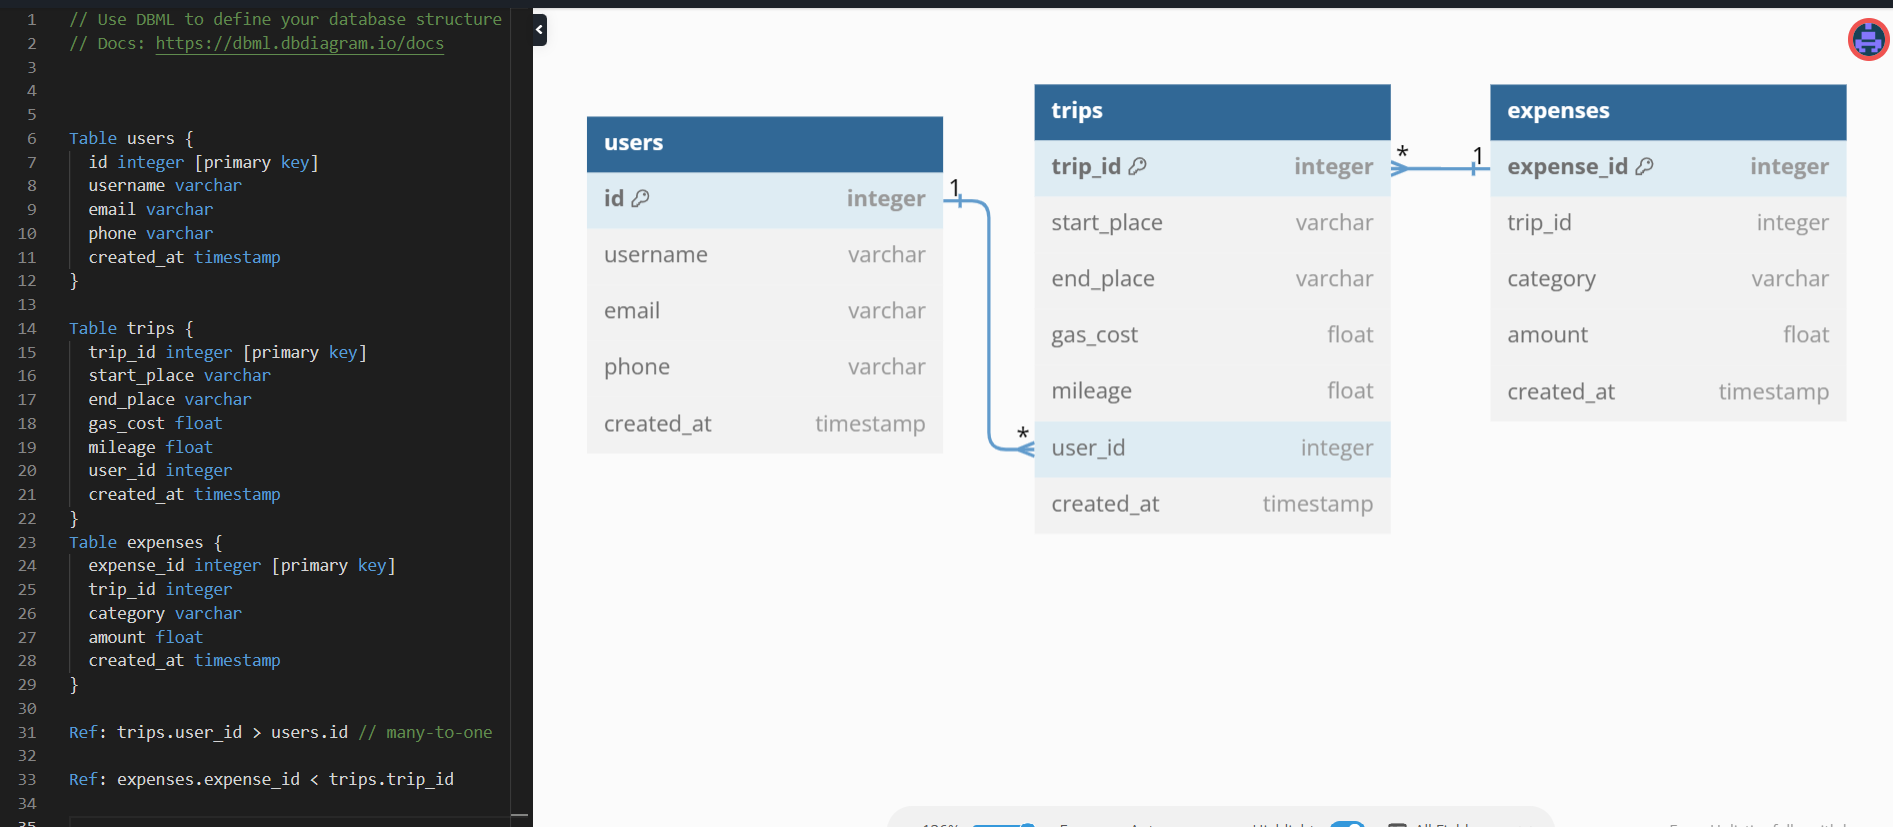 1 // Use DBML to define your database structure
2 // Docs: https://dbml.dbdiagram.io/docs
3
4
5
6 Table users {
7 id integer [primary key]
8 username varchar
9 email varchar
10 phone varchar
11 created_at timestamp
12 }
13
14 Table trips {
15 trip_id integer [primary key]
16 start_place varchar
17 end_place varchar
18 gas_cost float
19 mileage float
20 user_id integer
21 created_at timestamp
22 }
23 Table expenses {
24 expense_id integer [primary key]
25 trip_id integer
26 category varchar
27 amount float
28 created_at timestamp
29 }
30
31 Ref: trips.user_id > users.id // many-to-one
32
33 Ref: expenses.expense_id < trips.trip_id
34
35
users
id integer
username varchar
email varchar
phone varchar
created_at timestamp
1
*
trips
trip_id integer
start_place varchar
end_place varchar
gas_cost float
mileage float
user_id integer
created_at timestamp
*
1
expenses
expense_id integer
trip_id integer
category varchar
amount float
created_at timestamp